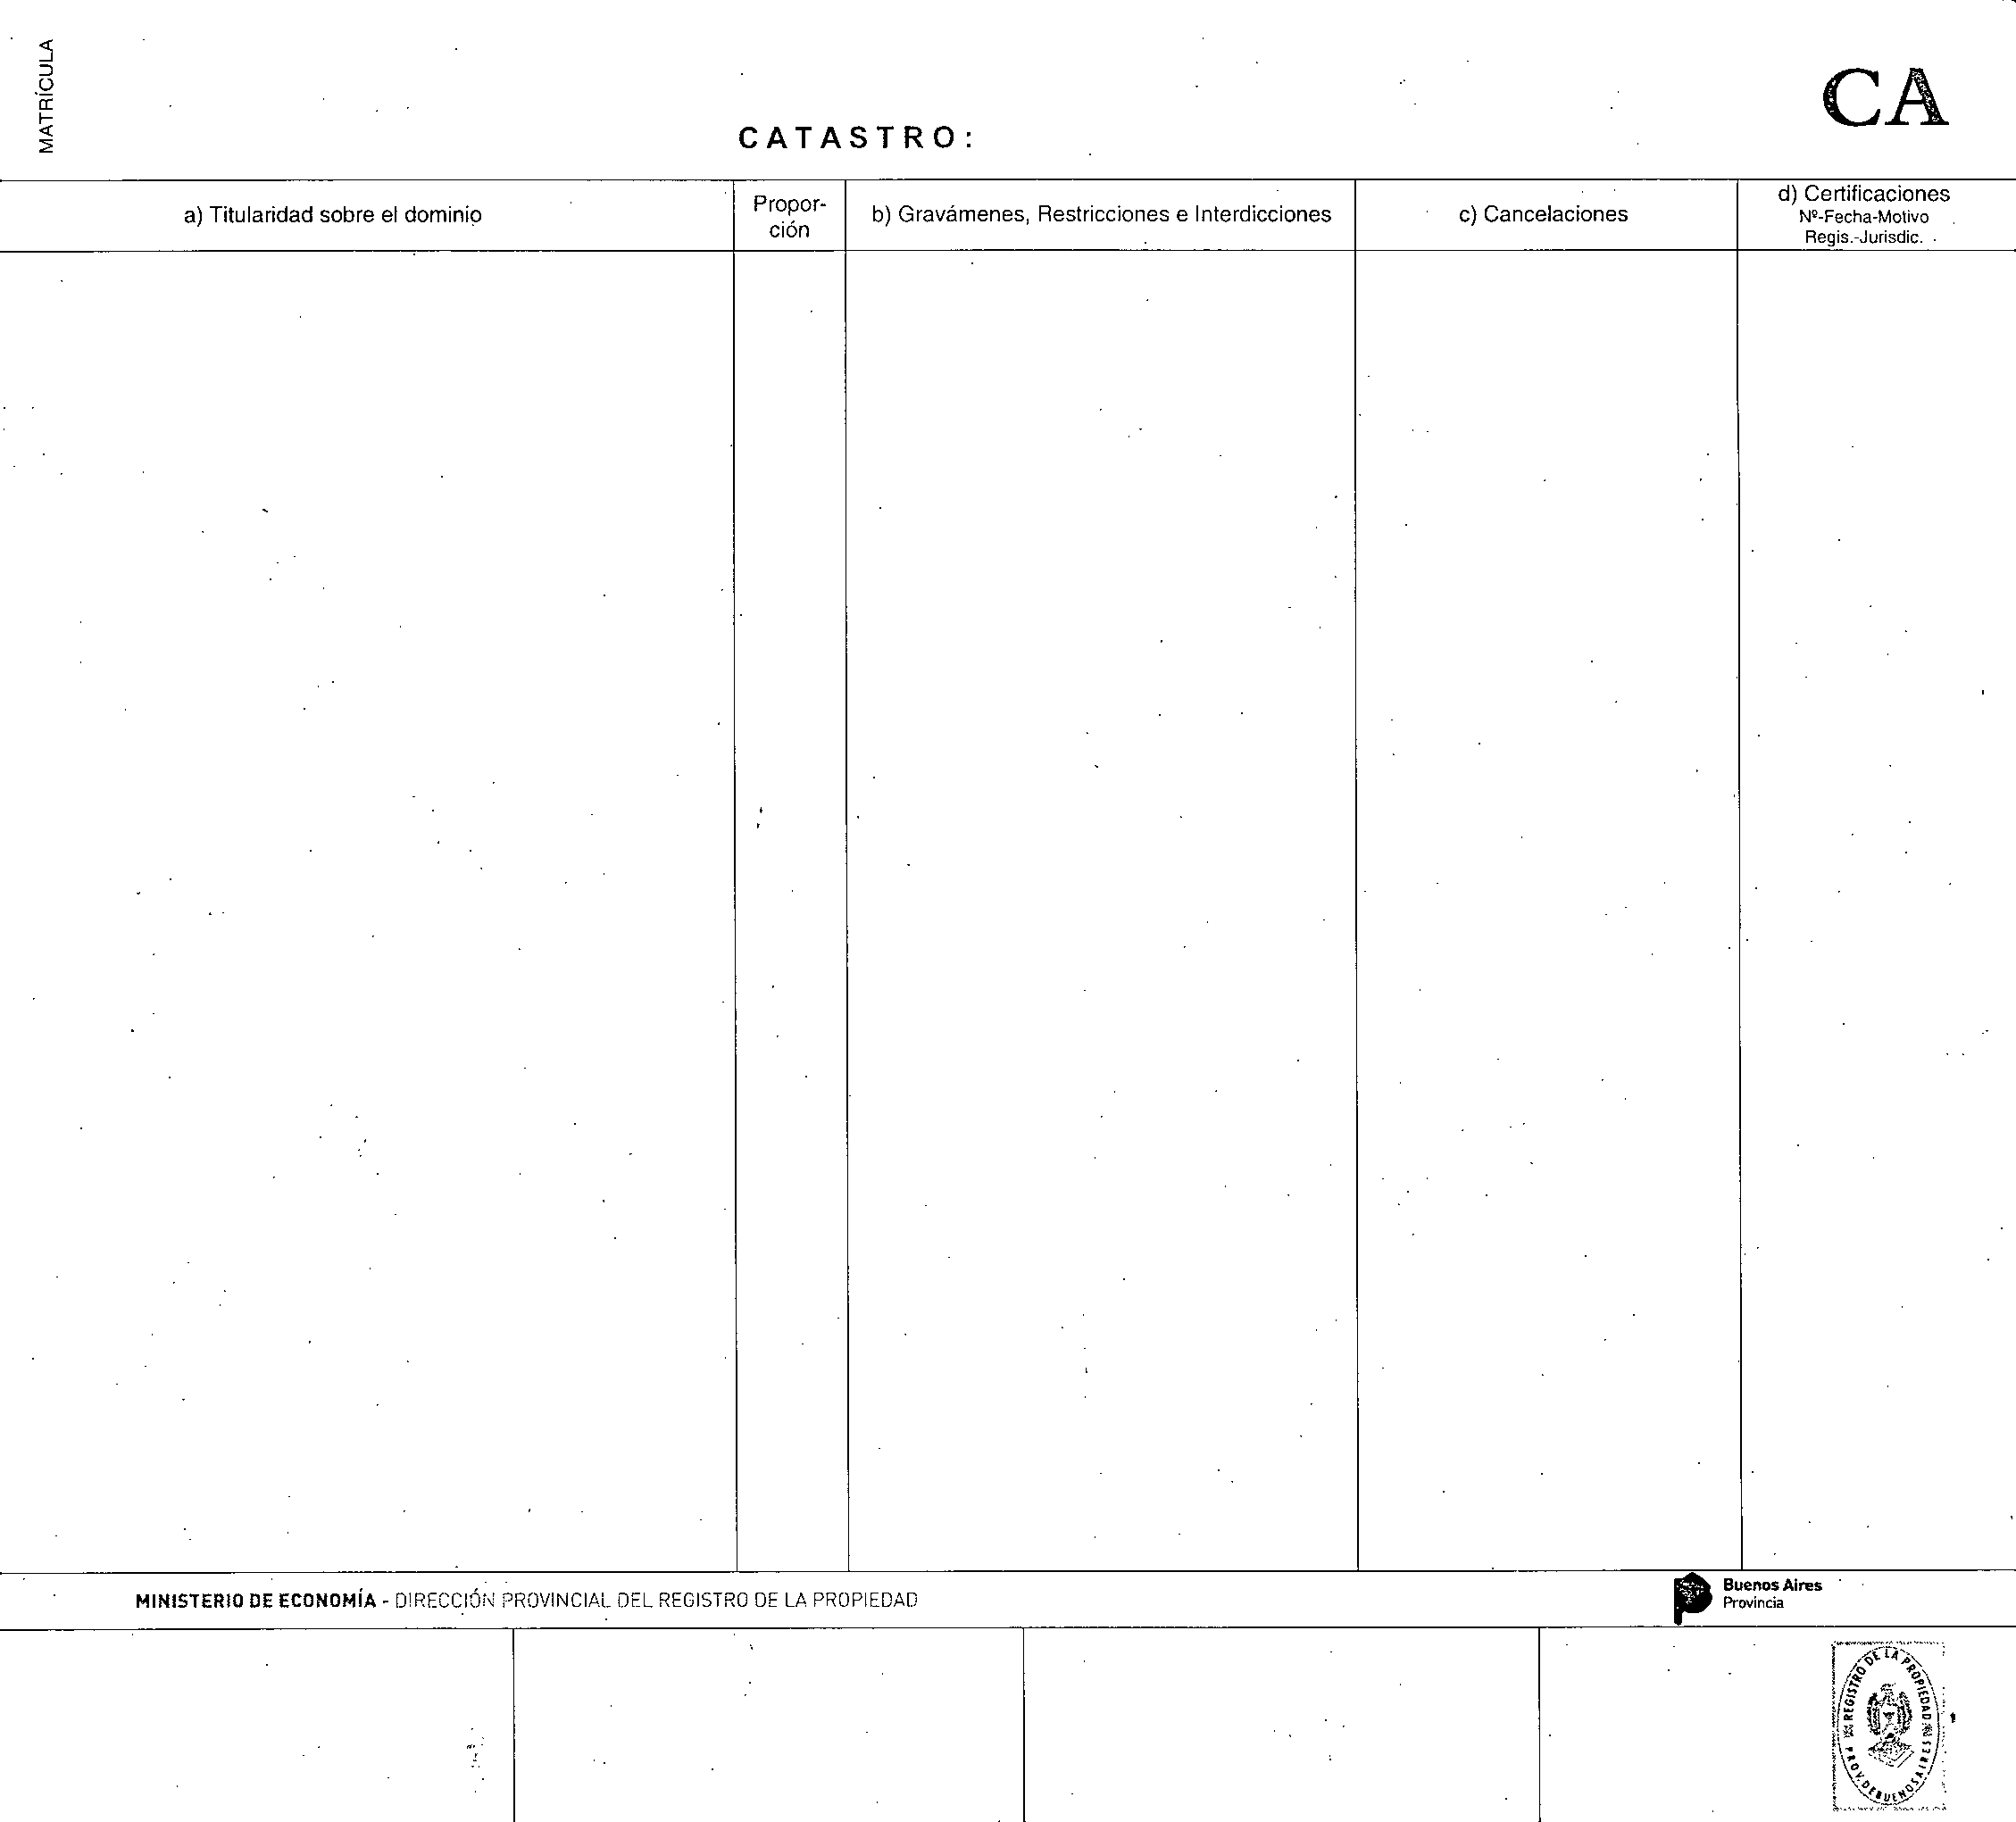 MATRÍCULA
CA
CATASTRO:
a) Titularidad sobre el dominio
Propor-
ción
b) Gravámenes, Restricciones e Interdicciones
c) Cancelaciones
d) Certificaciones
Nº-Fecha-Motivo
Regis.-Jurisdic.
MINISTERIO DE ECONOMÍA - DIRECCIÓN PROVINCIAL DEL REGISTRO DE LA PROPIEDAD
Buenos Aires
Provincia
REGISTRO DE LA PROPIEDAD
PROV. DE BUENOS AIRES